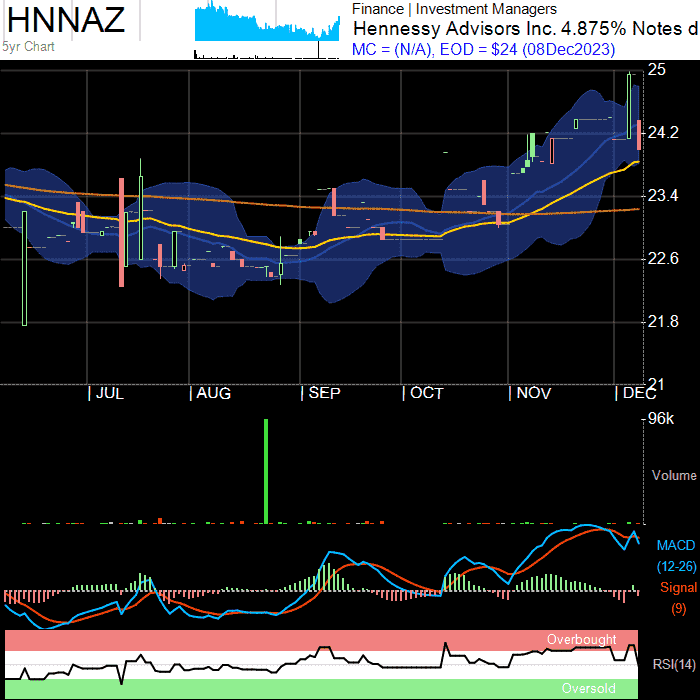 HNNAZ
5yr Chart
Finance | Investment Managers
Hennessy Advisors Inc. 4.875% Notes d
MC = (N/A), EOD = $24 (08Dec2023)
25
24.2
23.4
22.6
21.8
21
JUL AUG SEP OCT NOV DEC
96k
Volume
MACD
(12-26)
Signal
(9)
Overbought
RSI(14)
Oversold